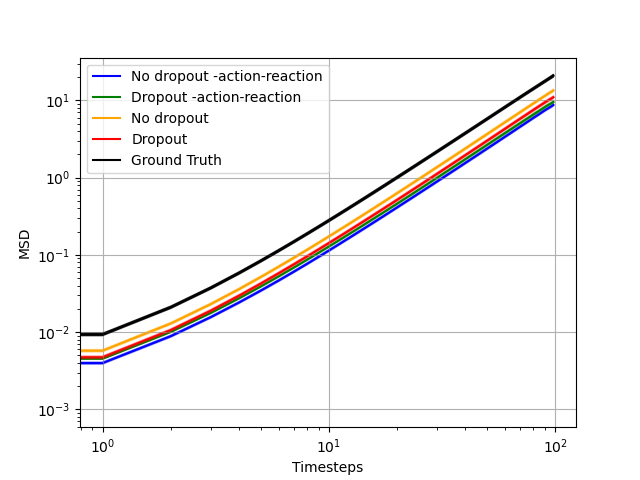 No dropout -action-reaction
Dropout -action-reaction
No dropout
Dropout
Ground Truth
10¹
10⁰
10⁻¹
10⁻²
10⁻³
MSD
10⁰ 10¹ 10²
Timesteps